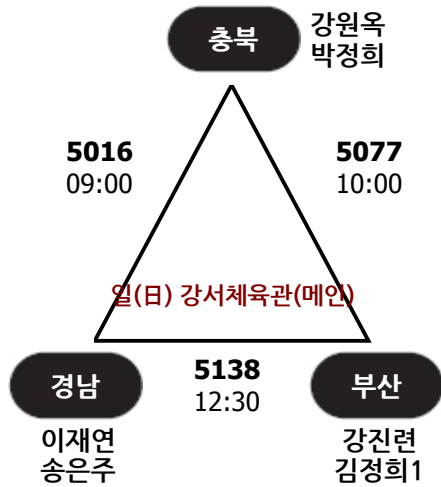 충북
강원옥
박정희
5016
09:00
5077
10:00
일(日) 강서체육관(메인)
경남
이재연
송은주
5138
12:30
부산
강진련
김정희1